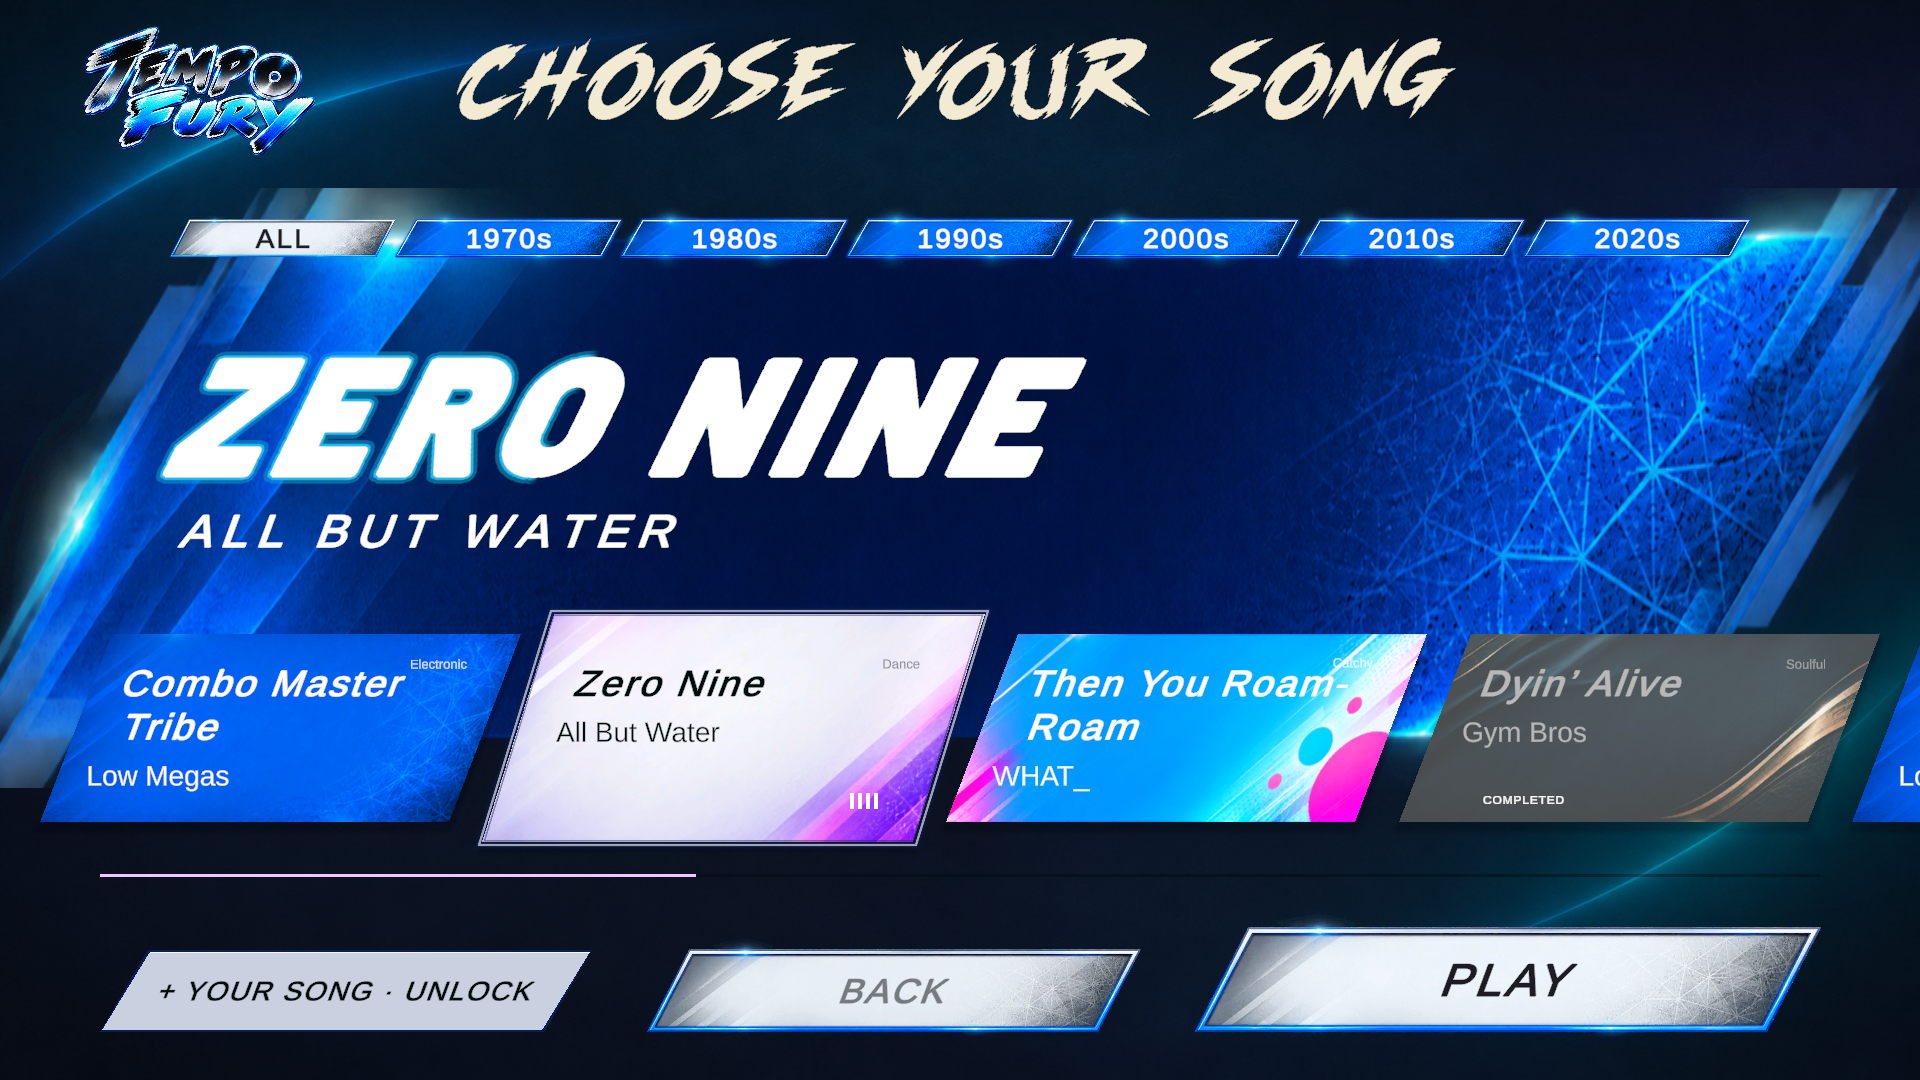 TEMPO
FURY
CHOOSE YOUR SONG
ALL
1970s
1980s
1990s
2000s
2010s
2020s
ZERO NINE
ALL BUT WATER
Electronic
Combo Master
Tribe
Low Megas
Dance
Zero Nine
All But Water
Catchy
Then You Roam-
Roam
WHAT_
Soulful
Dyin’ Alive
Gym Bros
COMPLETED
Lo
+ YOUR SONG · UNLOCK
BACK
PLAY